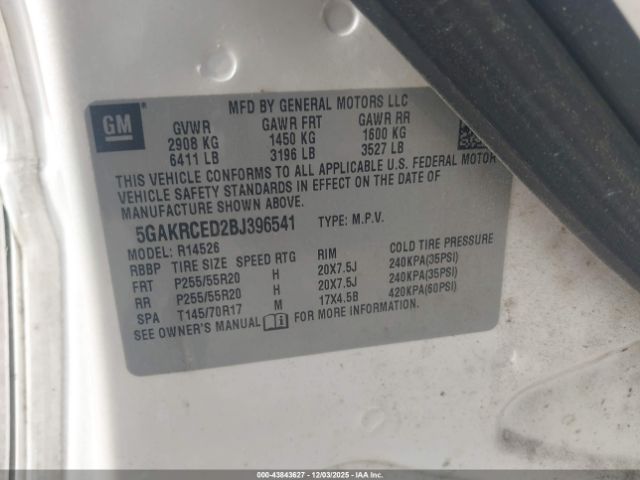 GM
MFD BY GENERAL MOTORS LLC
GVWR GAWR FRT GAWR RR
2908 KG 1450 KG 1600 KG
6411 LB 3196 LB 3527 LB
THIS VEHICLE CONFORMS TO ALL APPLICABLE U.S. FEDERAL MOTOR
VEHICLE SAFETY STANDARDS IN EFFECT ON THE DATE OF
MANUFACTURE SHOWN ABOVE.
5GAKRCED2BJ396541 TYPE: M.P.V.
MODEL: R14526
RBBP TIRE SIZE SPEED RTG RIM COLD TIRE PRESSURE
FRT P255/55R20 H 20X7.5J 240KPA(35PSI)
RR P255/55R20 H 20X7.5J 240KPA(35PSI)
SPA T145/70R17 M 17X4.5B 420KPA(60PSI)
SEE OWNER'S MANUAL FOR MORE INFORMATION.
000-43843627 - 12/03/2025 - IAAI.com